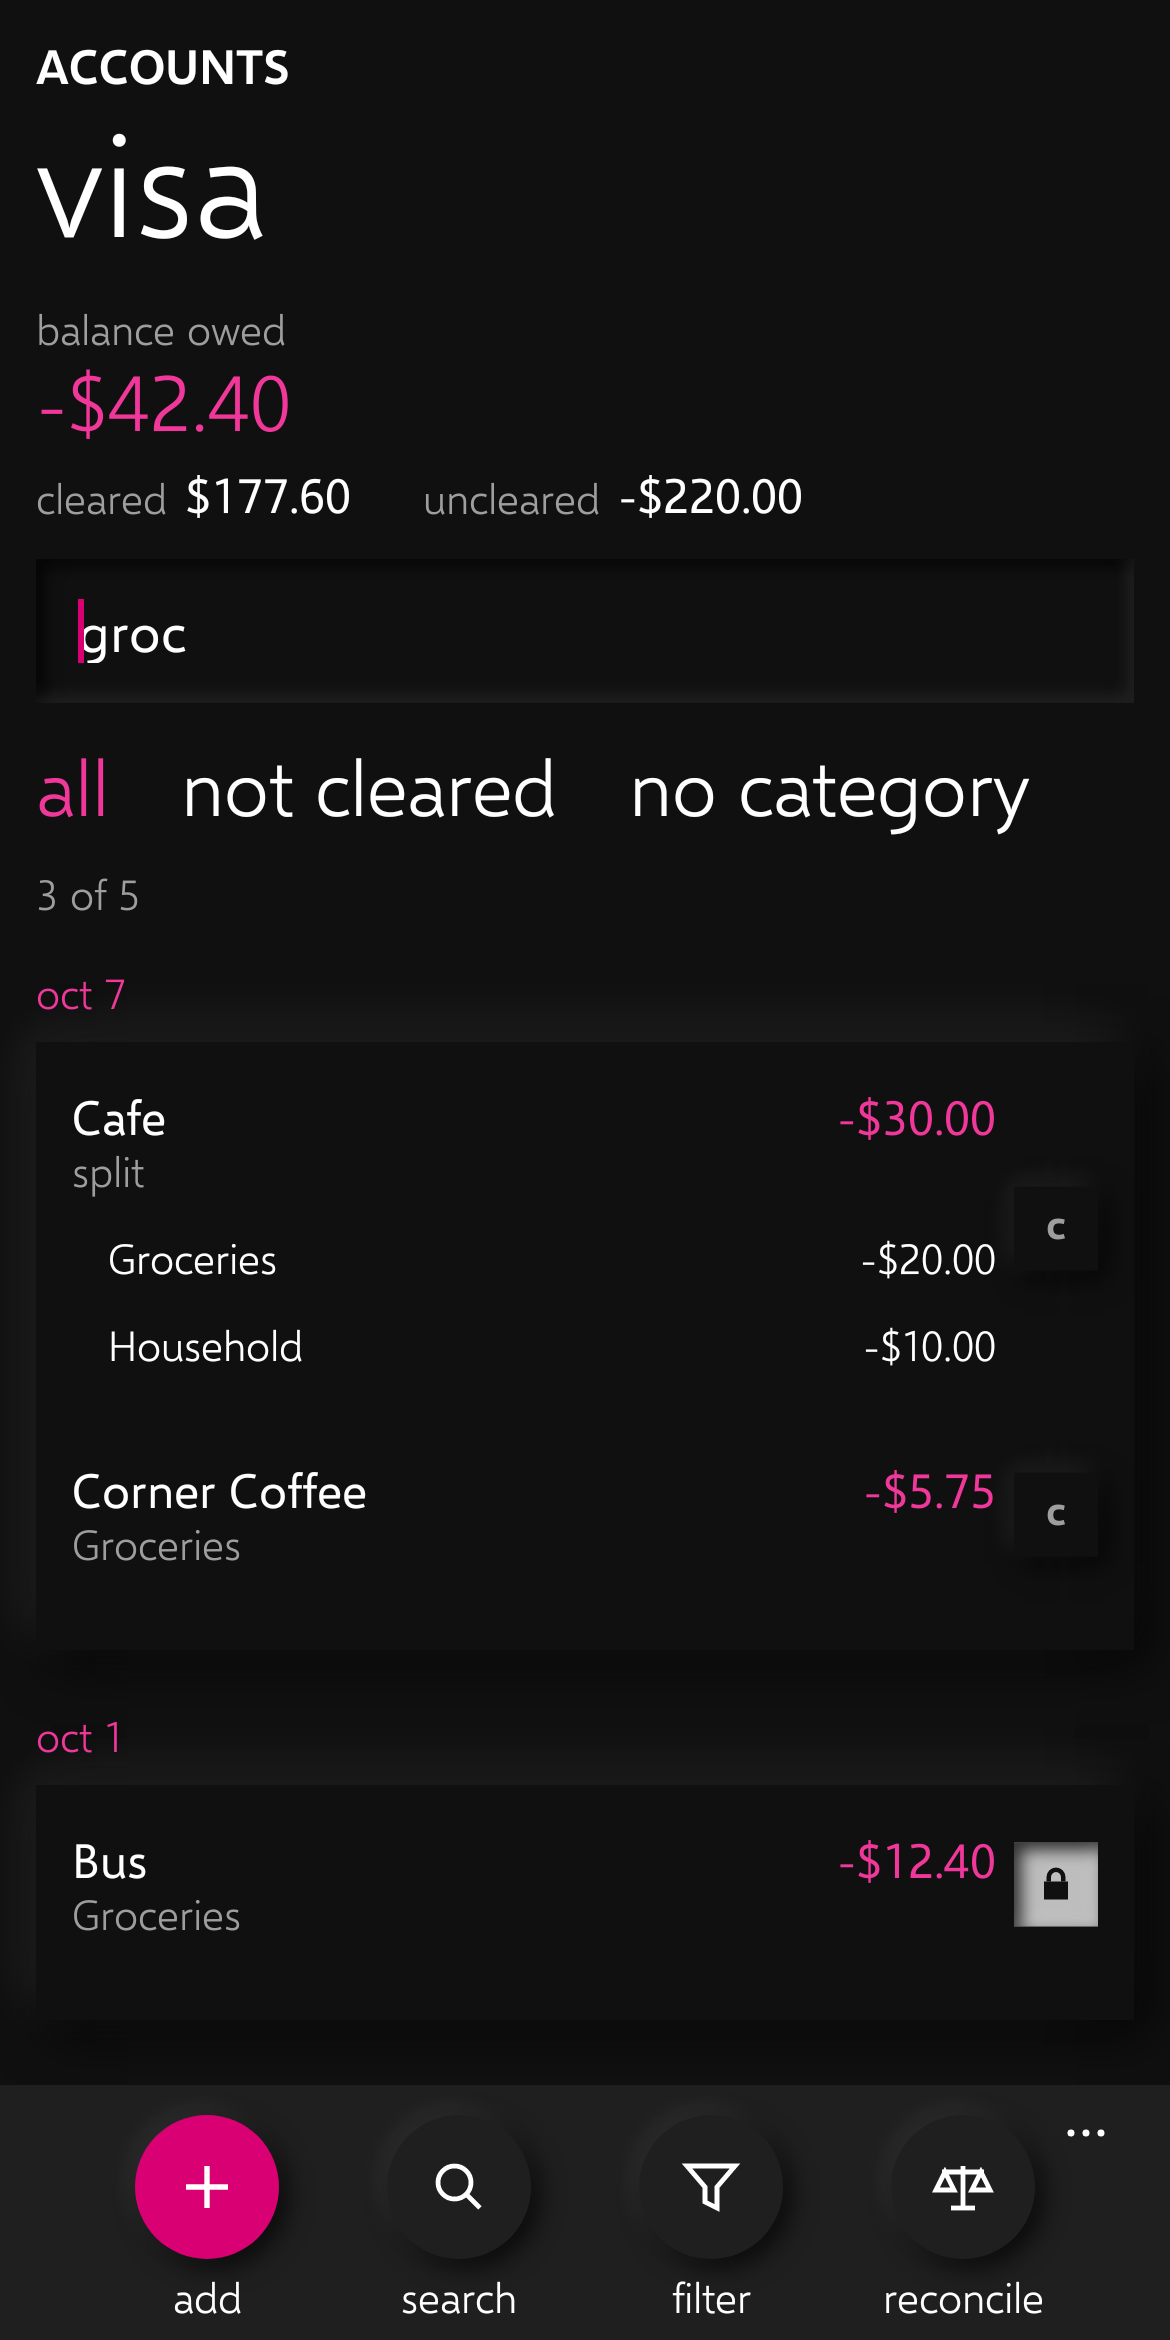 ACCOUNTS
visa
balance owed
-$42.40
cleared $177.60 uncleared -$220.00
groc
all not cleared no category
3 of 5
oct 7
Cafe -$30.00
split
c
Groceries -$20.00
Household -$10.00
Corner Coffee -$5.75
c
Groceries
oct 1
Bus -$12.40
Groceries
add search filter reconcile